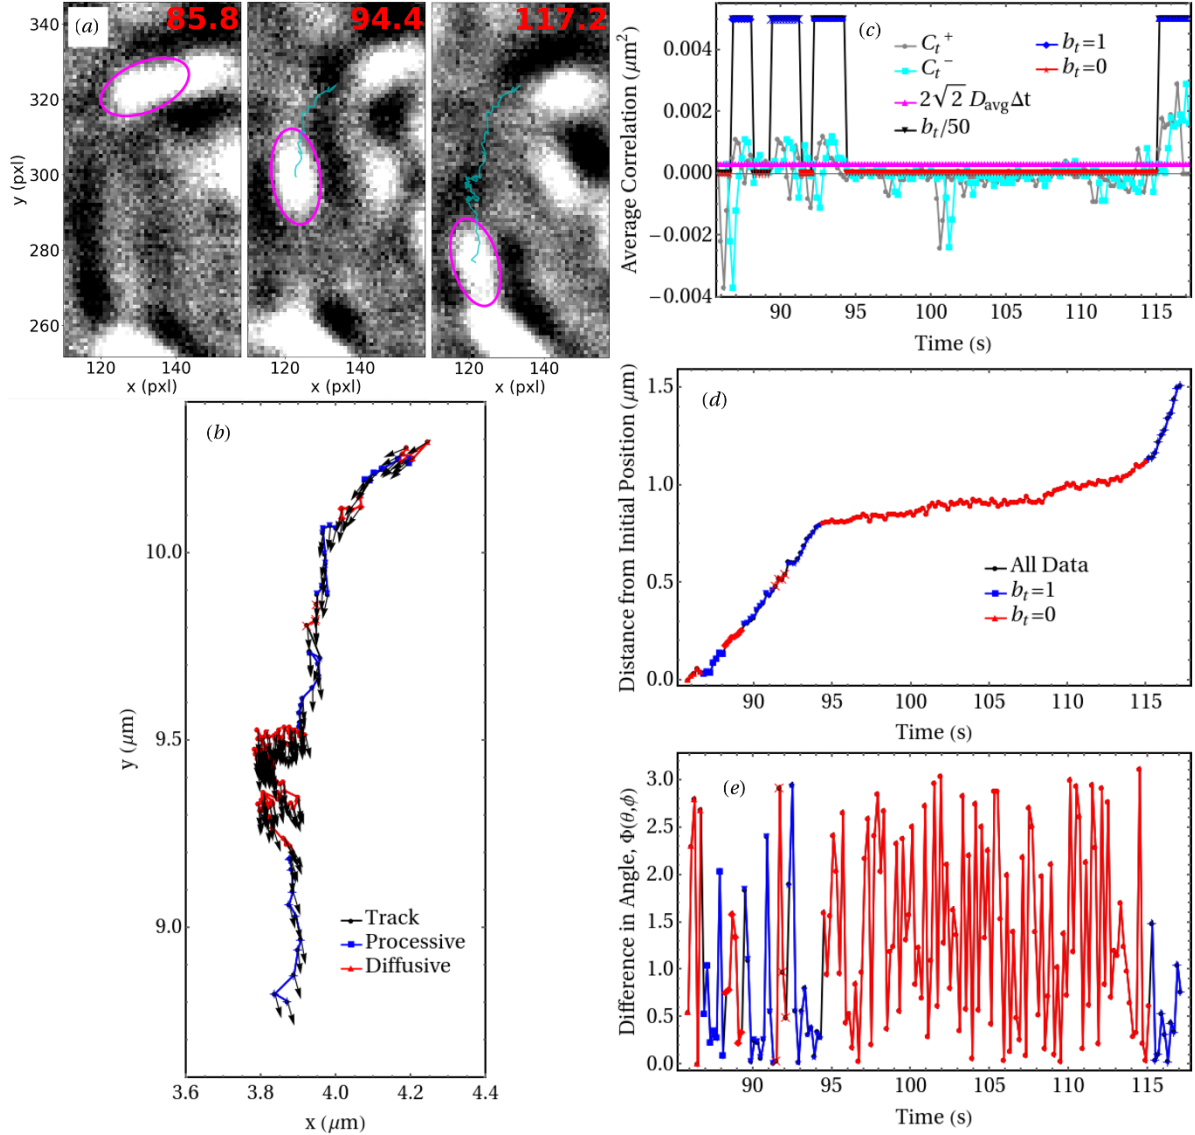 (a)
85.8
94.4
117.2
340
320
300
280
260
y (pxl)
120
140
120
140
120
140
x (pxl)
x (pxl)
x (pxl)
(b)
10.0
9.5
9.0
y (μm)
Track
Processive
Diffusive
3.6
3.8
4.0
4.2
4.4
x (μm)
(c)
C_t^+
C_t^-
2√2 D_avg Δt
b_t/50
b_t=1
b_t=0
0.004
0.002
0.000
−0.002
−0.004
Average Correlation (μm²)
90
95
100
105
110
115
Time (s)
(d)
1.5
1.0
0.5
0.0
Distance from Initial Position (μm)
All Data
b_t=1
b_t=0
90
95
100
105
110
115
Time (s)
(e)
3.0
2.5
2.0
1.5
1.0
0.5
0.0
Difference in Angle, Φ(θ,ϕ)
90
95
100
105
110
115
Time (s)